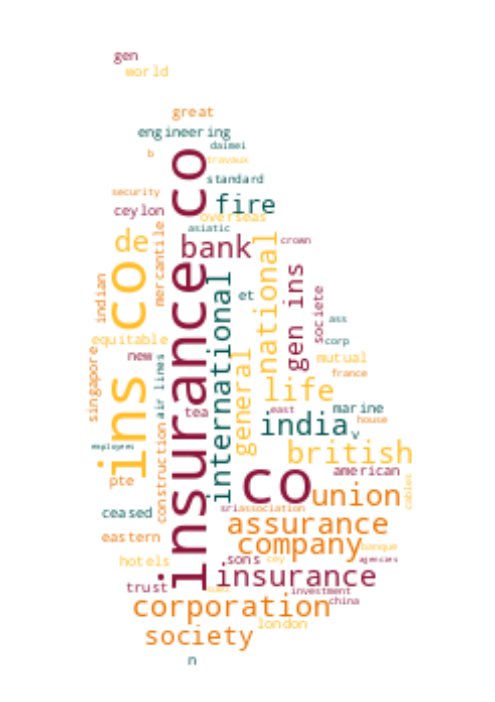 gen
world
great
engineering
daimei
b
travaux
standard
security
fire
ceylon
overseas
insurance co
asiatic
de
bank
crown
mercantile
national
ins co
gen ins
indian
international
et
societe
ass
equitable
corp
general
new
mutual
air lines
france
singapore
life
tea
east
marine
house
construction
india
v
employees
british
american
co
pte
cables
union
sri
association
ceased
assurance
eastern
company
banque
hotels
sons
cey
agencies
insurance
trust
investment
corporation
china
london
society
n